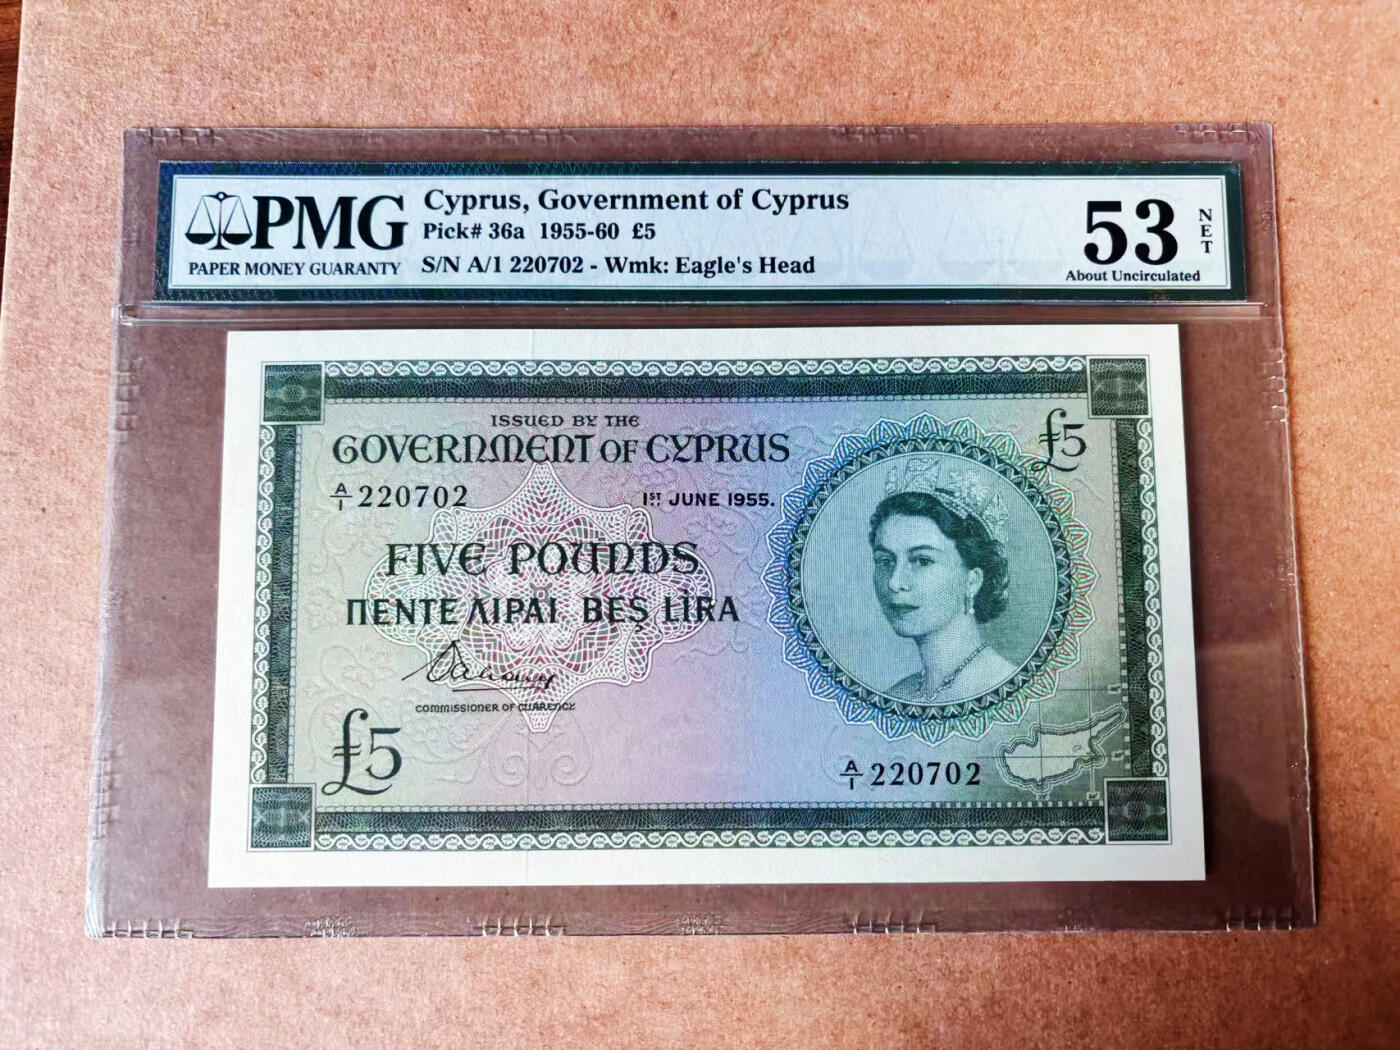 PMG
PAPER MONEY GUARANTY
Cyprus, Government of Cyprus
Pick# 36a 1955-60 £5
S/N A/1 220702 - Wmk: Eagle's Head
53
NET
About Uncirculated
ISSUED BY THE
GOVERNMENT OF CYPRUS
£5
A/1 220702
1ST JUNE 1955.
FIVE POUNDS
ΠΕΝΤΕ ΛΙΡΑΙ BEŞ LİRA
COMMISSIONER OF CURRENCY
£5
A/1 220702